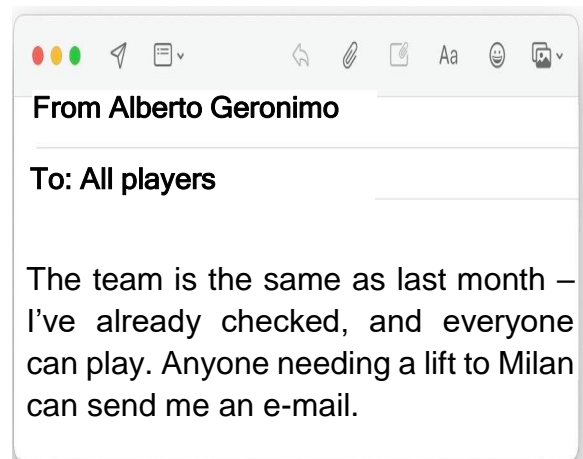 Aa
From Alberto Geronimo
To: All players
The team is the same as last month –
I've already checked, and everyone
can play. Anyone needing a lift to Milan
can send me an e-mail.